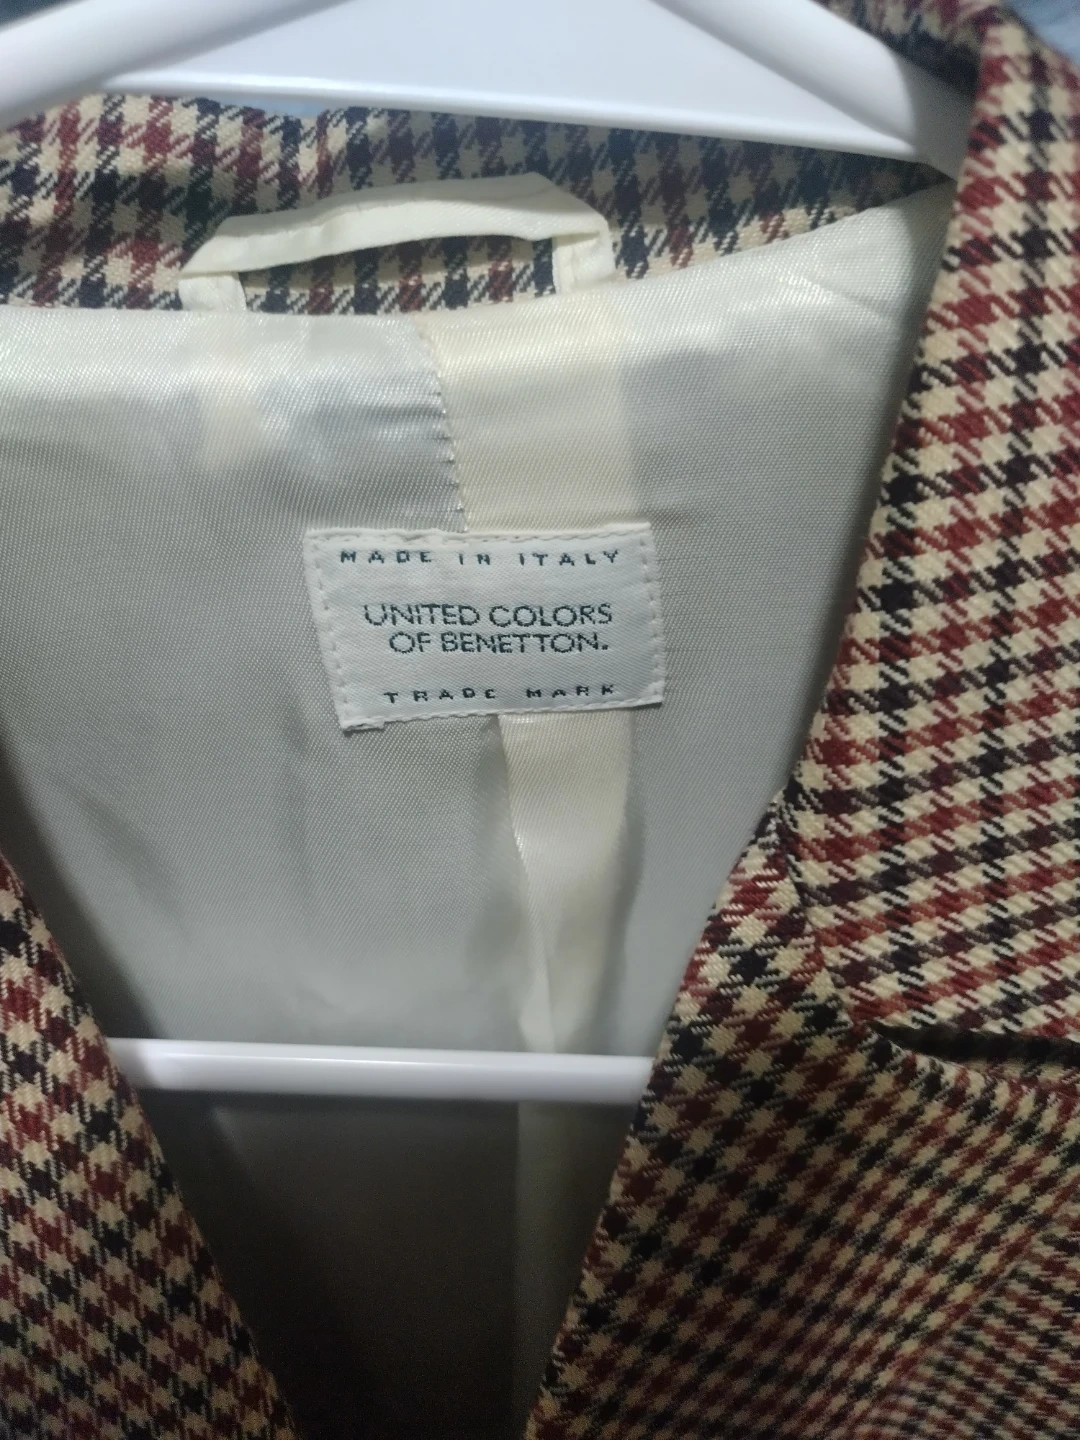 MADE IN ITALY
UNITED COLORS
OF BENETTON.
TRADE MARK